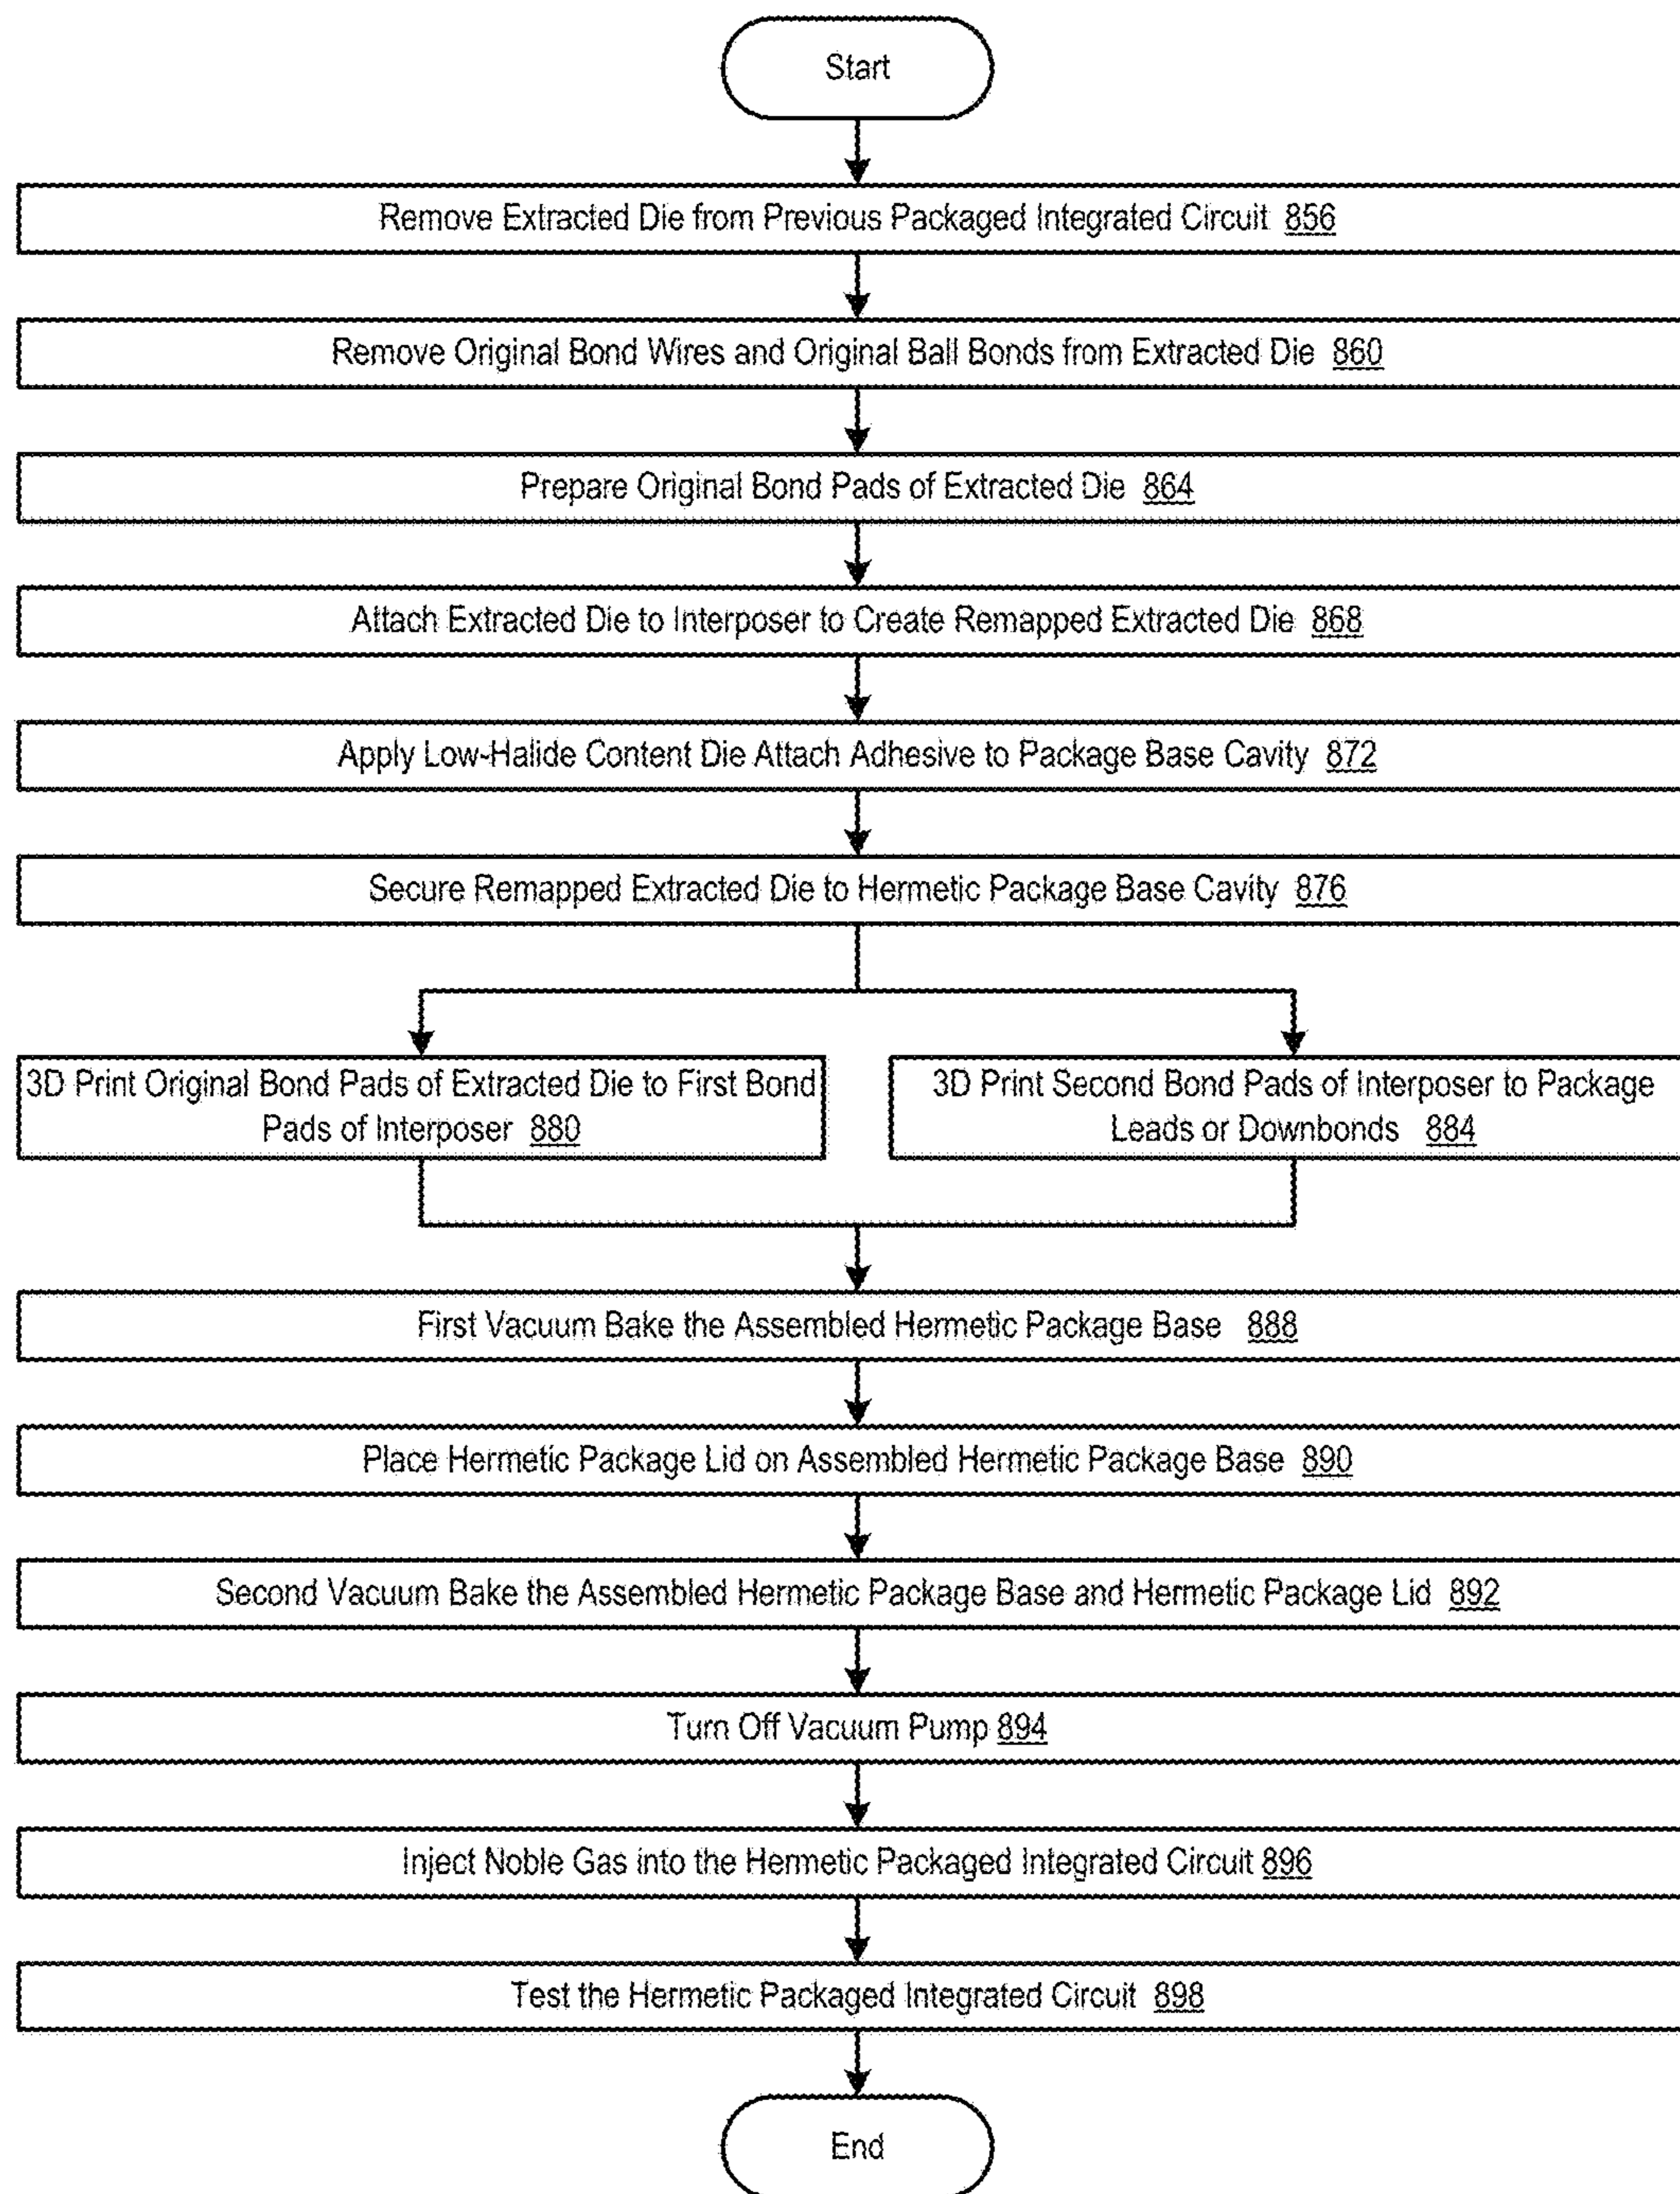 Start
Remove Extracted Die from Previous Packaged Integrated Circuit 856
Remove Original Bond Wires and Original Ball Bonds from Extracted Die 860
Prepare Original Bond Pads of Extracted Die 864
Attach Extracted Die to Interposer to Create Remapped Extracted Die 868
Apply Low-Halide Content Die Attach Adhesive to Package Base Cavity 872
Secure Remapped Extracted Die to Hermetic Package Base Cavity 876
3D Print Original Bond Pads of Extracted Die to First Bond
Pads of Interposer 880
3D Print Second Bond Pads of Interposer to Package
Leads or Downbonds 884
First Vacuum Bake the Assembled Hermetic Package Base 888
Place Hermetic Package Lid on Assembled Hermetic Package Base 890
Second Vacuum Bake the Assembled Hermetic Package Base and Hermetic Package Lid 892
Turn Off Vacuum Pump 894
Inject Noble Gas into the Hermetic Packaged Integrated Circuit 896
Test the Hermetic Packaged Integrated Circuit 898
End